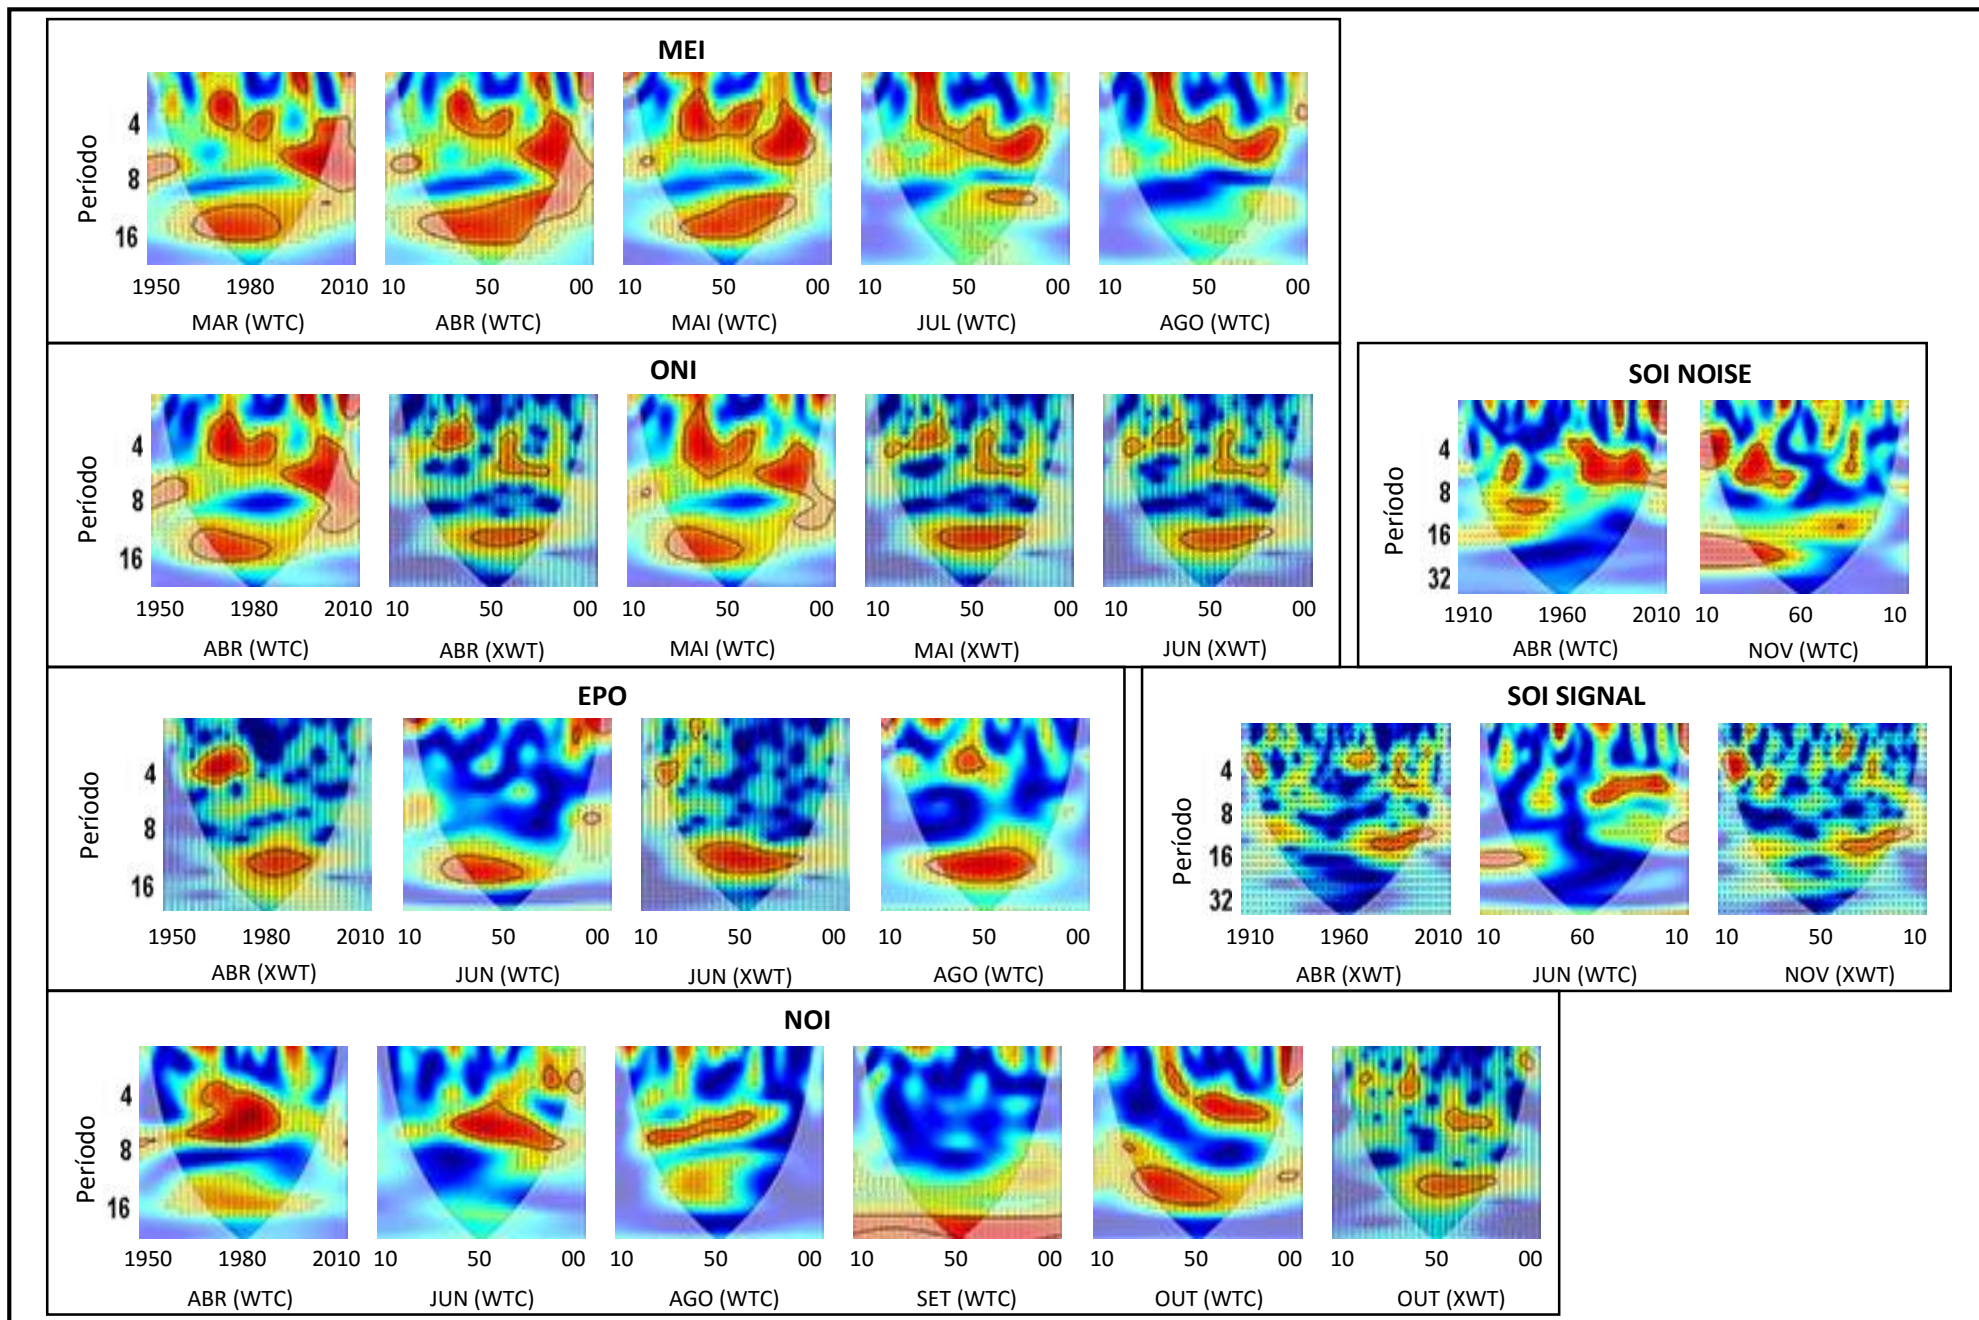 MEI
Período
4
8
16
1950 1980 2010 10 50 00 10 50 00 10 50 00 10 50 00
MAR (WTC) ABR (WTC) MAI (WTC) JUL (WTC) AGO (WTC)
ONI
Período
4
8
16
1950 1980 2010 10 50 00 10 50 00 10 50 00 10 50 00
ABR (WTC) ABR (XWT) MAI (WTC) MAI (XWT) JUN (XWT)
SOI NOISE
Período
4
8
16
32
1910 1960 2010 10 60 10
ABR (WTC) NOV (WTC)
EPO
Período
4
8
16
1950 1980 2010 10 50 00 10 50 00 10 50 00
ABR (XWT) JUN (WTC) JUN (XWT) AGO (WTC)
SOI SIGNAL
Período
4
8
16
32
1910 1960 2010 10 60 10 10 50 10
ABR (XWT) JUN (WTC) NOV (XWT)
NOI
Período
4
8
16
1950 1980 2010 10 50 00 10 50 00 10 50 00 10 50 00 10 50 00
ABR (WTC) JUN (WTC) AGO (WTC) SET (WTC) OUT (WTC) OUT (XWT)